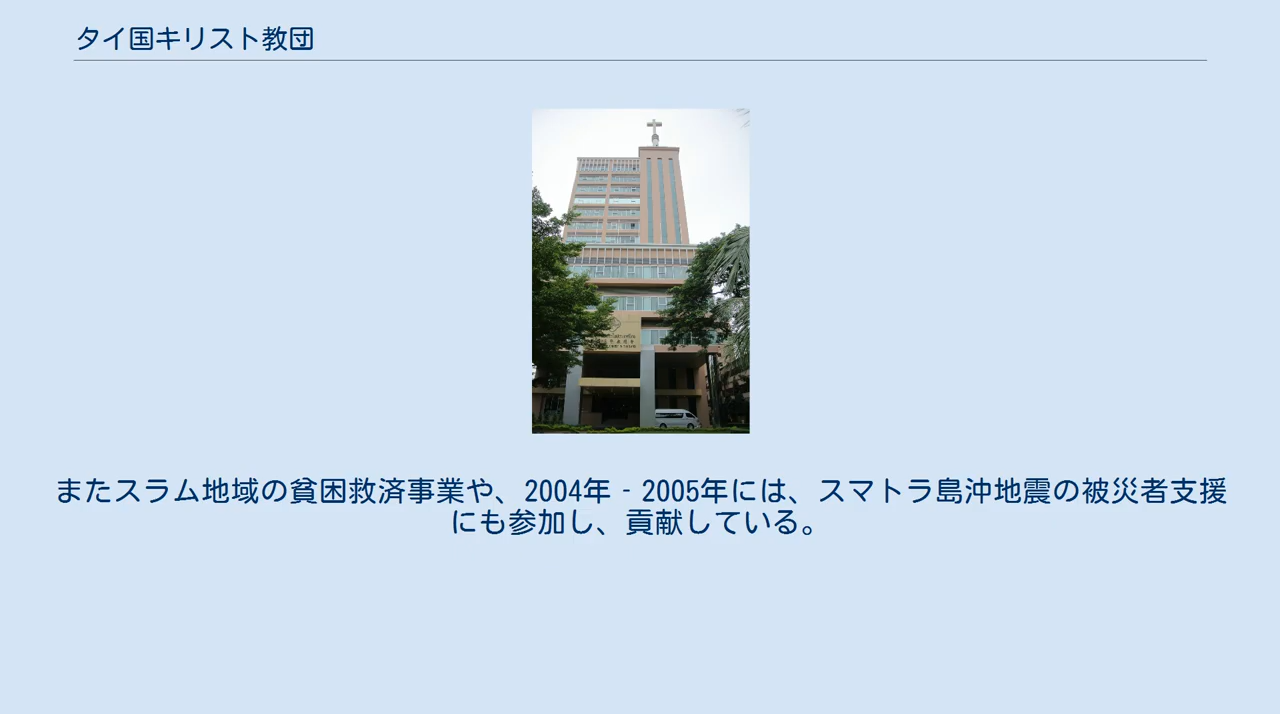 タイ国キリスト教団
またスラム地域の貧困救済事業や、2004年 - 2005年には、スマトラ島沖地震の被災者支援
にも参加し、貢献している。